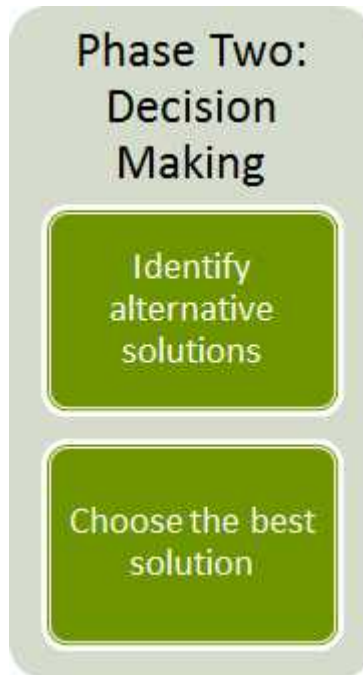 Phase Two:
Decision
Making
Identify
alternative
solutions
Choose the best
solution